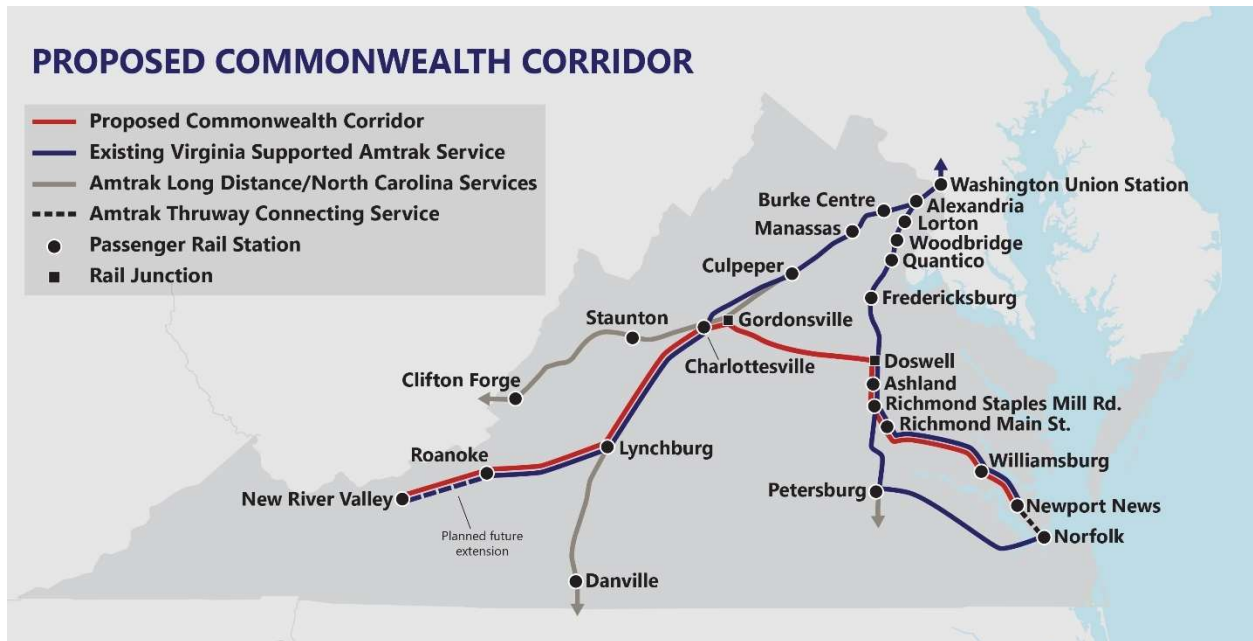 PROPOSED COMMONWEALTH CORRIDOR
Proposed Commonwealth Corridor
Existing Virginia Supported Amtrak Service
Amtrak Long Distance/North Carolina Services
Amtrak Thruway Connecting Service
Passenger Rail Station
Rail Junction
Washington Union Station
Burke Centre
Alexandria
Lorton
Manassas
Woodbridge
Quantico
Culpeper
Fredericksburg
Staunton
Gordonsville
Charlottesville
Doswell
Clifton Forge
Ashland
Richmond Staples Mill Rd.
Richmond Main St.
Roanoke
Lynchburg
Williamsburg
New River Valley
Petersburg
Newport News
Planned future
extension
Norfolk
Danville